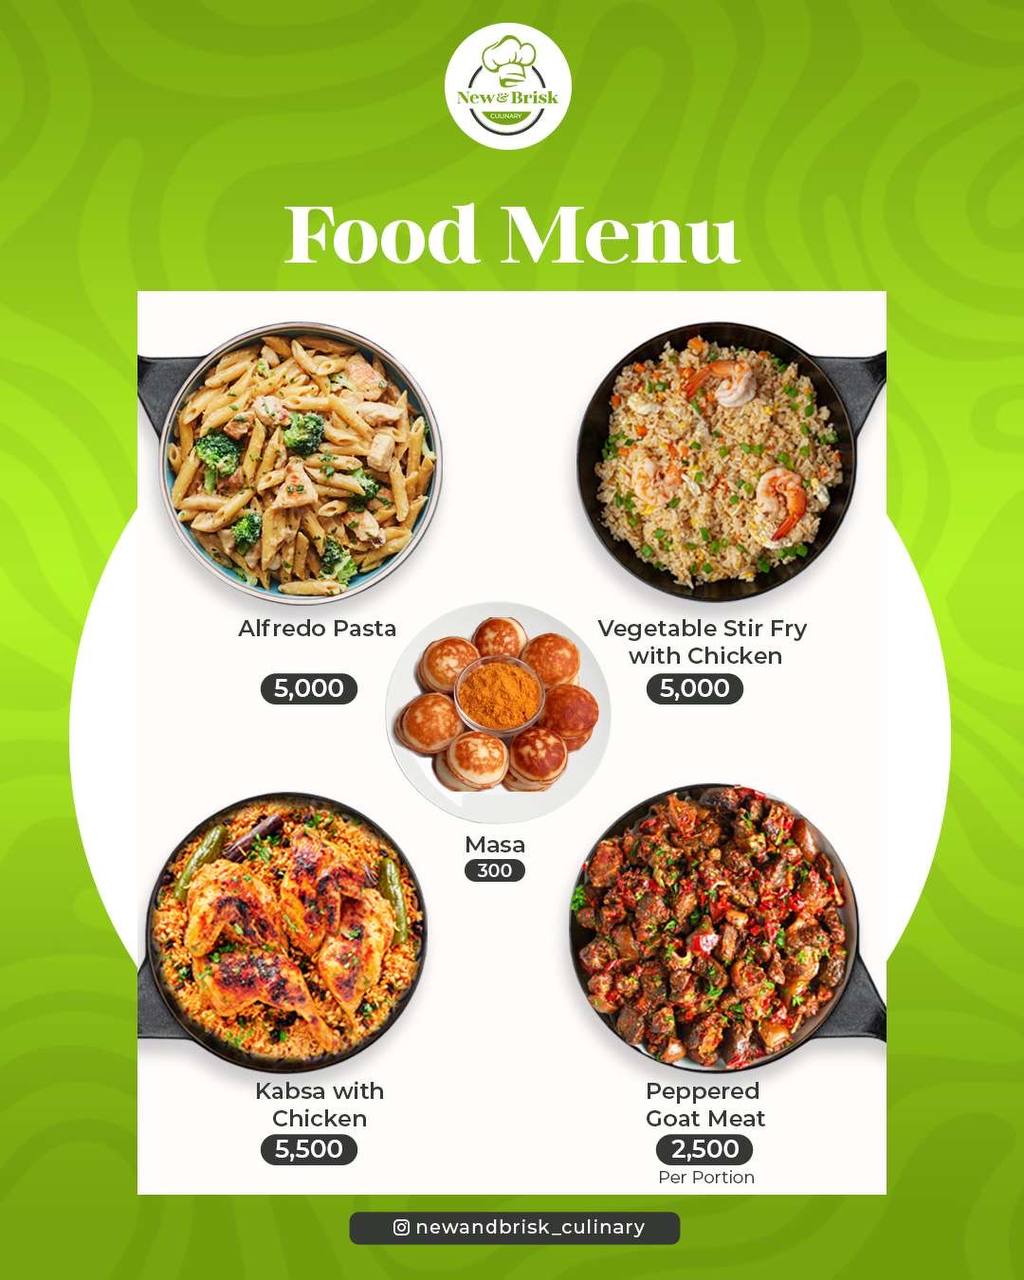 New & Brisk
CULINARY
Food Menu
Alfredo Pasta
5,000
Vegetable Stir Fry
with Chicken
5,000
Masa
300
Kabsa with
Chicken
5,500
Peppered
Goat Meat
2,500
Per Portion
newandbrisk_culinary